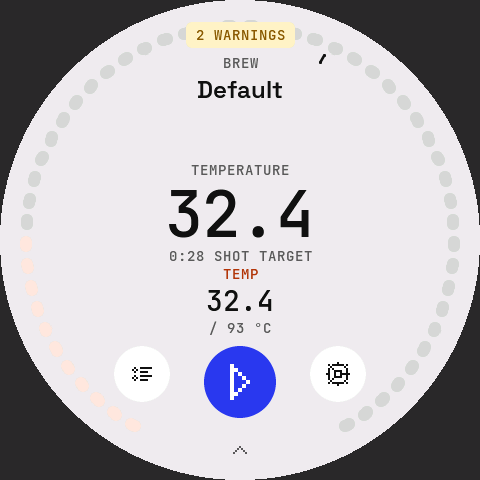 2 WARNINGS
BREW
Default
TEMPERATURE
32.4
0:28 SHOT TARGET
TEMP
32.4
/ 93 °C